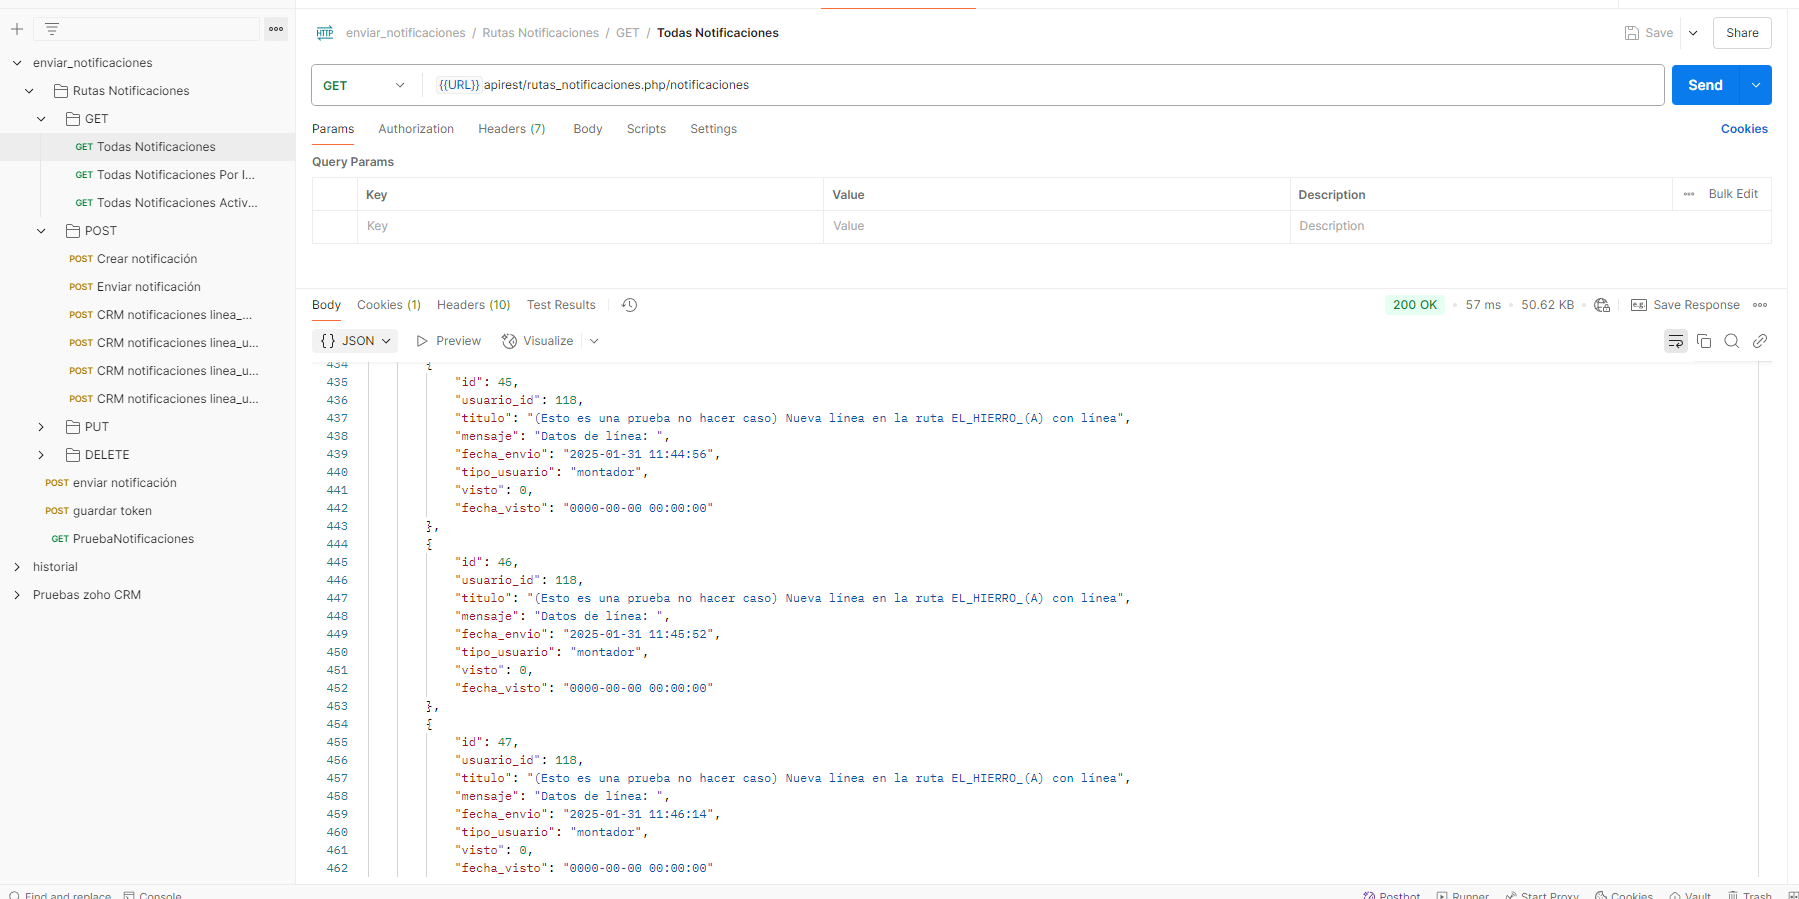 enviar_notificaciones
Rutas Notificaciones
GET
GET Todas Notificaciones
GET Todas Notificaciones Por I...
GET Todas Notificaciones Activ...
POST
POST Crear notificación
POST Enviar notificación
POST CRM notificaciones linea_...
POST CRM notificaciones linea_u...
POST CRM notificaciones linea_u...
POST CRM notificaciones linea_u...
PUT
DELETE
POST enviar notificación
POST guardar token
GET PruebaNotificaciones
historial
Pruebas zoho CRM
HTTP enviar_notificaciones / Rutas Notificaciones / GET / Todas Notificaciones
Save
Share
GET {{URL}} apirest/rutas_notificaciones.php/notificaciones
Send
Params Authorization Headers (7) Body Scripts Settings
Cookies
Query Params
Key Value Description Bulk Edit
Key Value Description
Body Cookies (1) Headers (10) Test Results
200 OK • 57 ms • 50.62 KB • e.g. Save Response
{} JSON Preview Visualize
434 {
435 "id": 45,
436 "usuario_id": 118,
437 "titulo": "(Esto es una prueba no hacer caso) Nueva línea en la ruta EL_HIERRO_(A) con línea",
438 "mensaje": "Datos de línea: ",
439 "fecha_envio": "2025-01-31 11:44:56",
440 "tipo_usuario": "montador",
441 "visto": 0,
442 "fecha_visto": "0000-00-00 00:00:00"
443 },
444 {
445 "id": 46,
446 "usuario_id": 118,
447 "titulo": "(Esto es una prueba no hacer caso) Nueva línea en la ruta EL_HIERRO_(A) con línea",
448 "mensaje": "Datos de línea: ",
449 "fecha_envio": "2025-01-31 11:45:52",
450 "tipo_usuario": "montador",
451 "visto": 0,
452 "fecha_visto": "0000-00-00 00:00:00"
453 },
454 {
455 "id": 47,
456 "usuario_id": 118,
457 "titulo": "(Esto es una prueba no hacer caso) Nueva línea en la ruta EL_HIERRO_(A) con línea",
458 "mensaje": "Datos de línea: ",
459 "fecha_envio": "2025-01-31 11:46:14",
460 "tipo_usuario": "montador",
461 "visto": 0,
462 "fecha_visto": "0000-00-00 00:00:00"
Find and replace Console
Postbot Runner Start Proxy Cookies Vault Trash